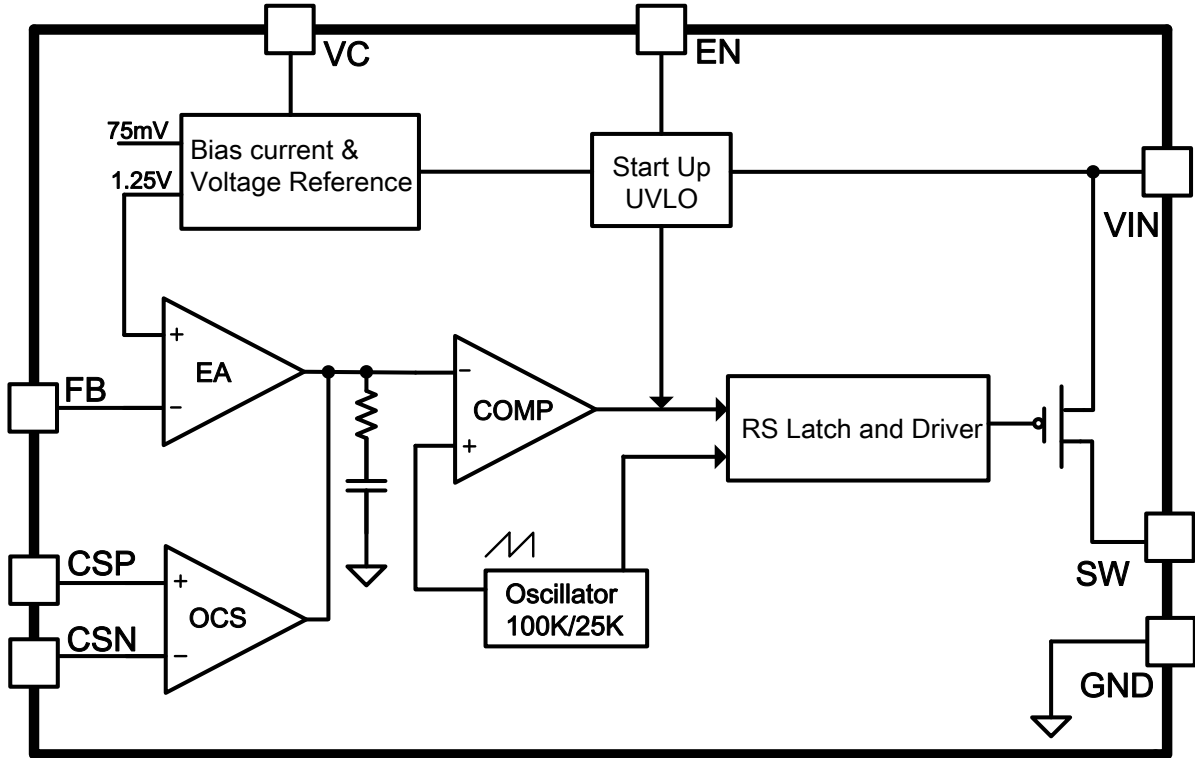 VC
EN
75mV
Bias current &
Voltage Reference
1.25V
Start Up
UVLO
VIN
+
EA
-
FB
-
COMP
+
RS Latch and Driver
CSP
+
OCS
CSN
-
Oscillator
100K/25K
SW
GND